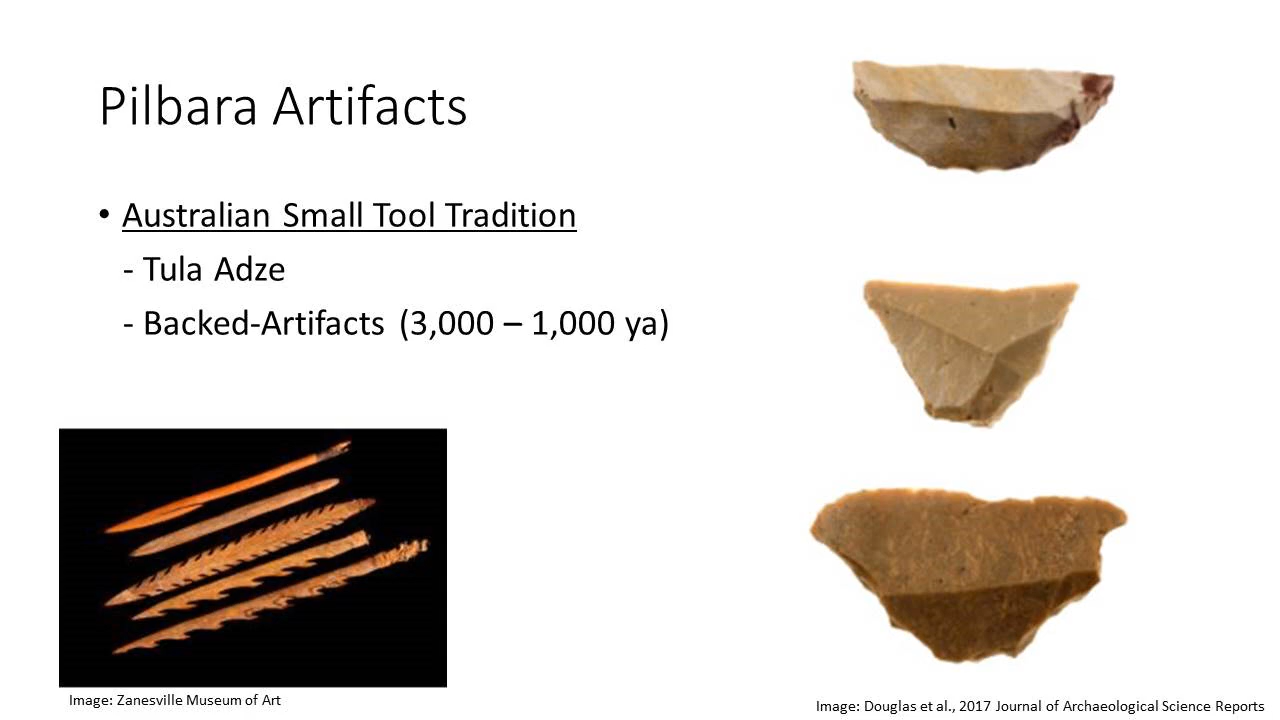 Pilbara Artifacts
• Australian Small Tool Tradition
- Tula Adze
- Backed-Artifacts (3,000 – 1,000 ya)
Image: Zanesville Museum of Art
Image: Douglas et al., 2017 Journal of Archaeological Science Reports